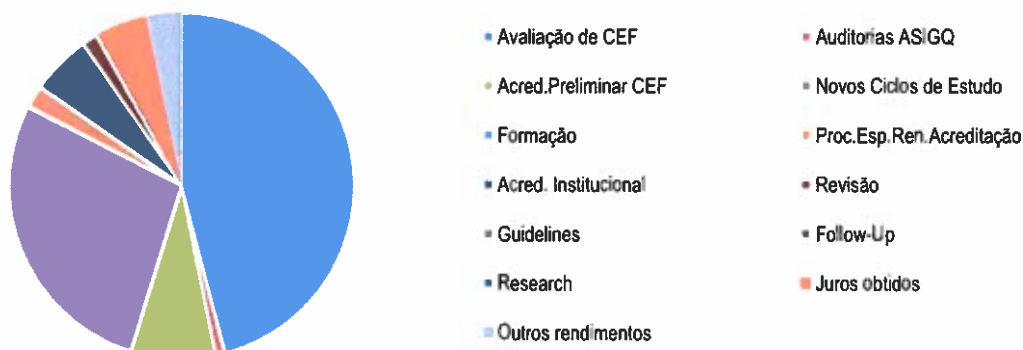 Avaliação de CEF
Auditorias ASIGQ
Acred.Preliminar CEF
Novos Ciclos de Estudo
Formação
Proc.Esp.Ren.Acreditação
Acred. Institucional
Revisão
Guidelines
Follow-Up
Research
Juros obtidos
Outros rendimentos